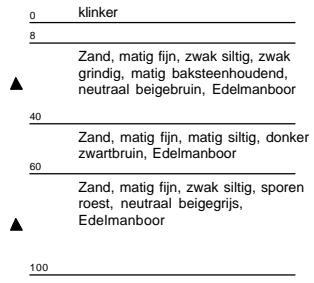 0 klinker
8
Zand, matig fijn, zwak siltig, zwak
grindig, matig baksteenhoudend,
neutraal beigebruin, Edelmanboor
40
Zand, matig fijn, matig siltig, donker
zwartbruin, Edelmanboor
60
Zand, matig fijn, zwak siltig, sporen
roest, neutraal beigegrijs,
Edelmanboor
100